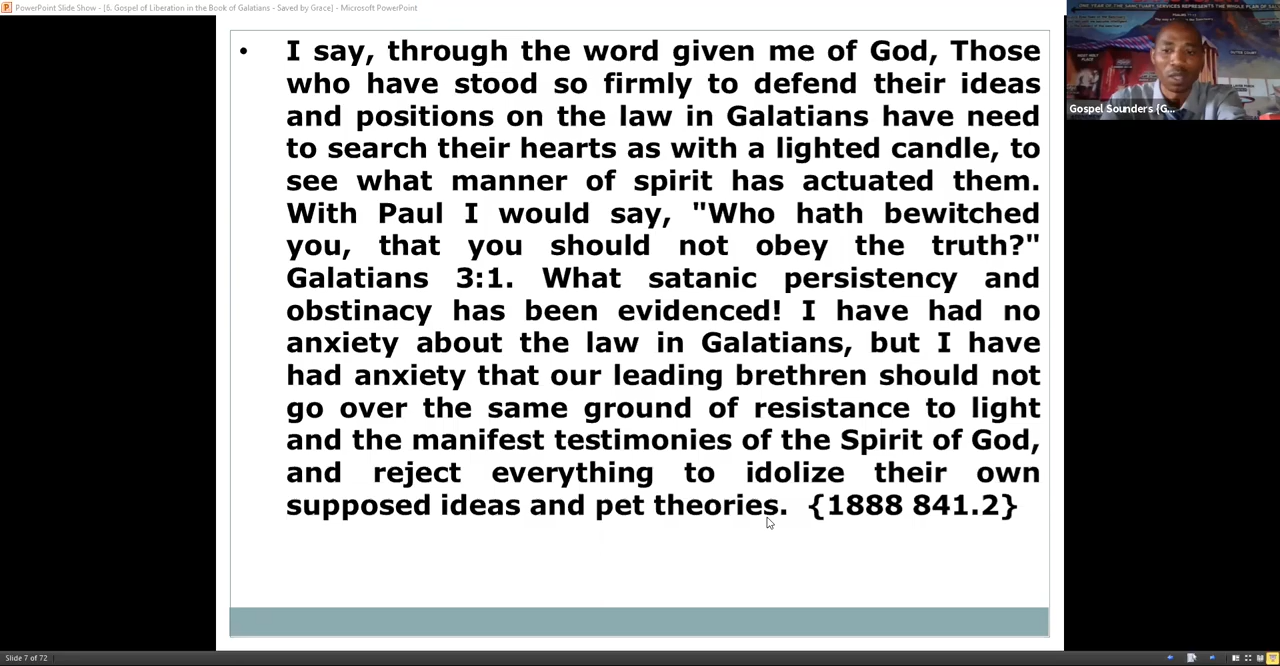 PowerPoint Slide Show - [6. Gospel of Liberation in the Book of Galatians - Saved by Grace] - Microsoft PowerPoint
• I say, through the word given me of God, Those
who have stood so firmly to defend their ideas
and positions on the law in Galatians have need
to search their hearts as with a lighted candle, to
see what manner of spirit has actuated them.
With Paul I would say, "Who hath bewitched
you, that you should not obey the truth?"
Galatians 3:1. What satanic persistency and
obstinacy has been evidenced! I have had no
anxiety about the law in Galatians, but I have
had anxiety that our leading brethren should not
go over the same ground of resistance to light
and the manifest testimonies of the Spirit of God,
and reject everything to idolize their own
supposed ideas and pet theories. {1888 841.2}
Gospel Sounders {G...
Slide 7 of 72